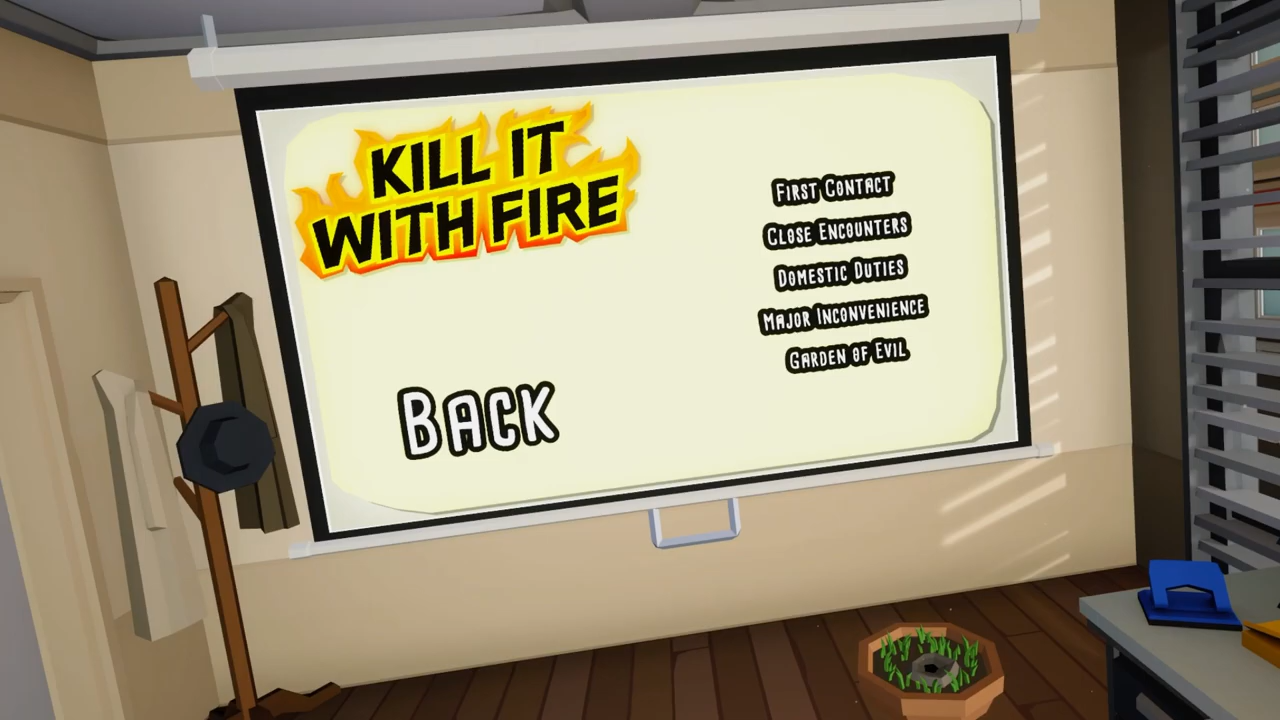 KILL IT
WITH FIRE
FIRST CONTACT
CLOSE ENCOUNTERS
DOMESTIC DUTIES
MAJOR INCONVENIENCE
GARDEN OF EVIL
BACK